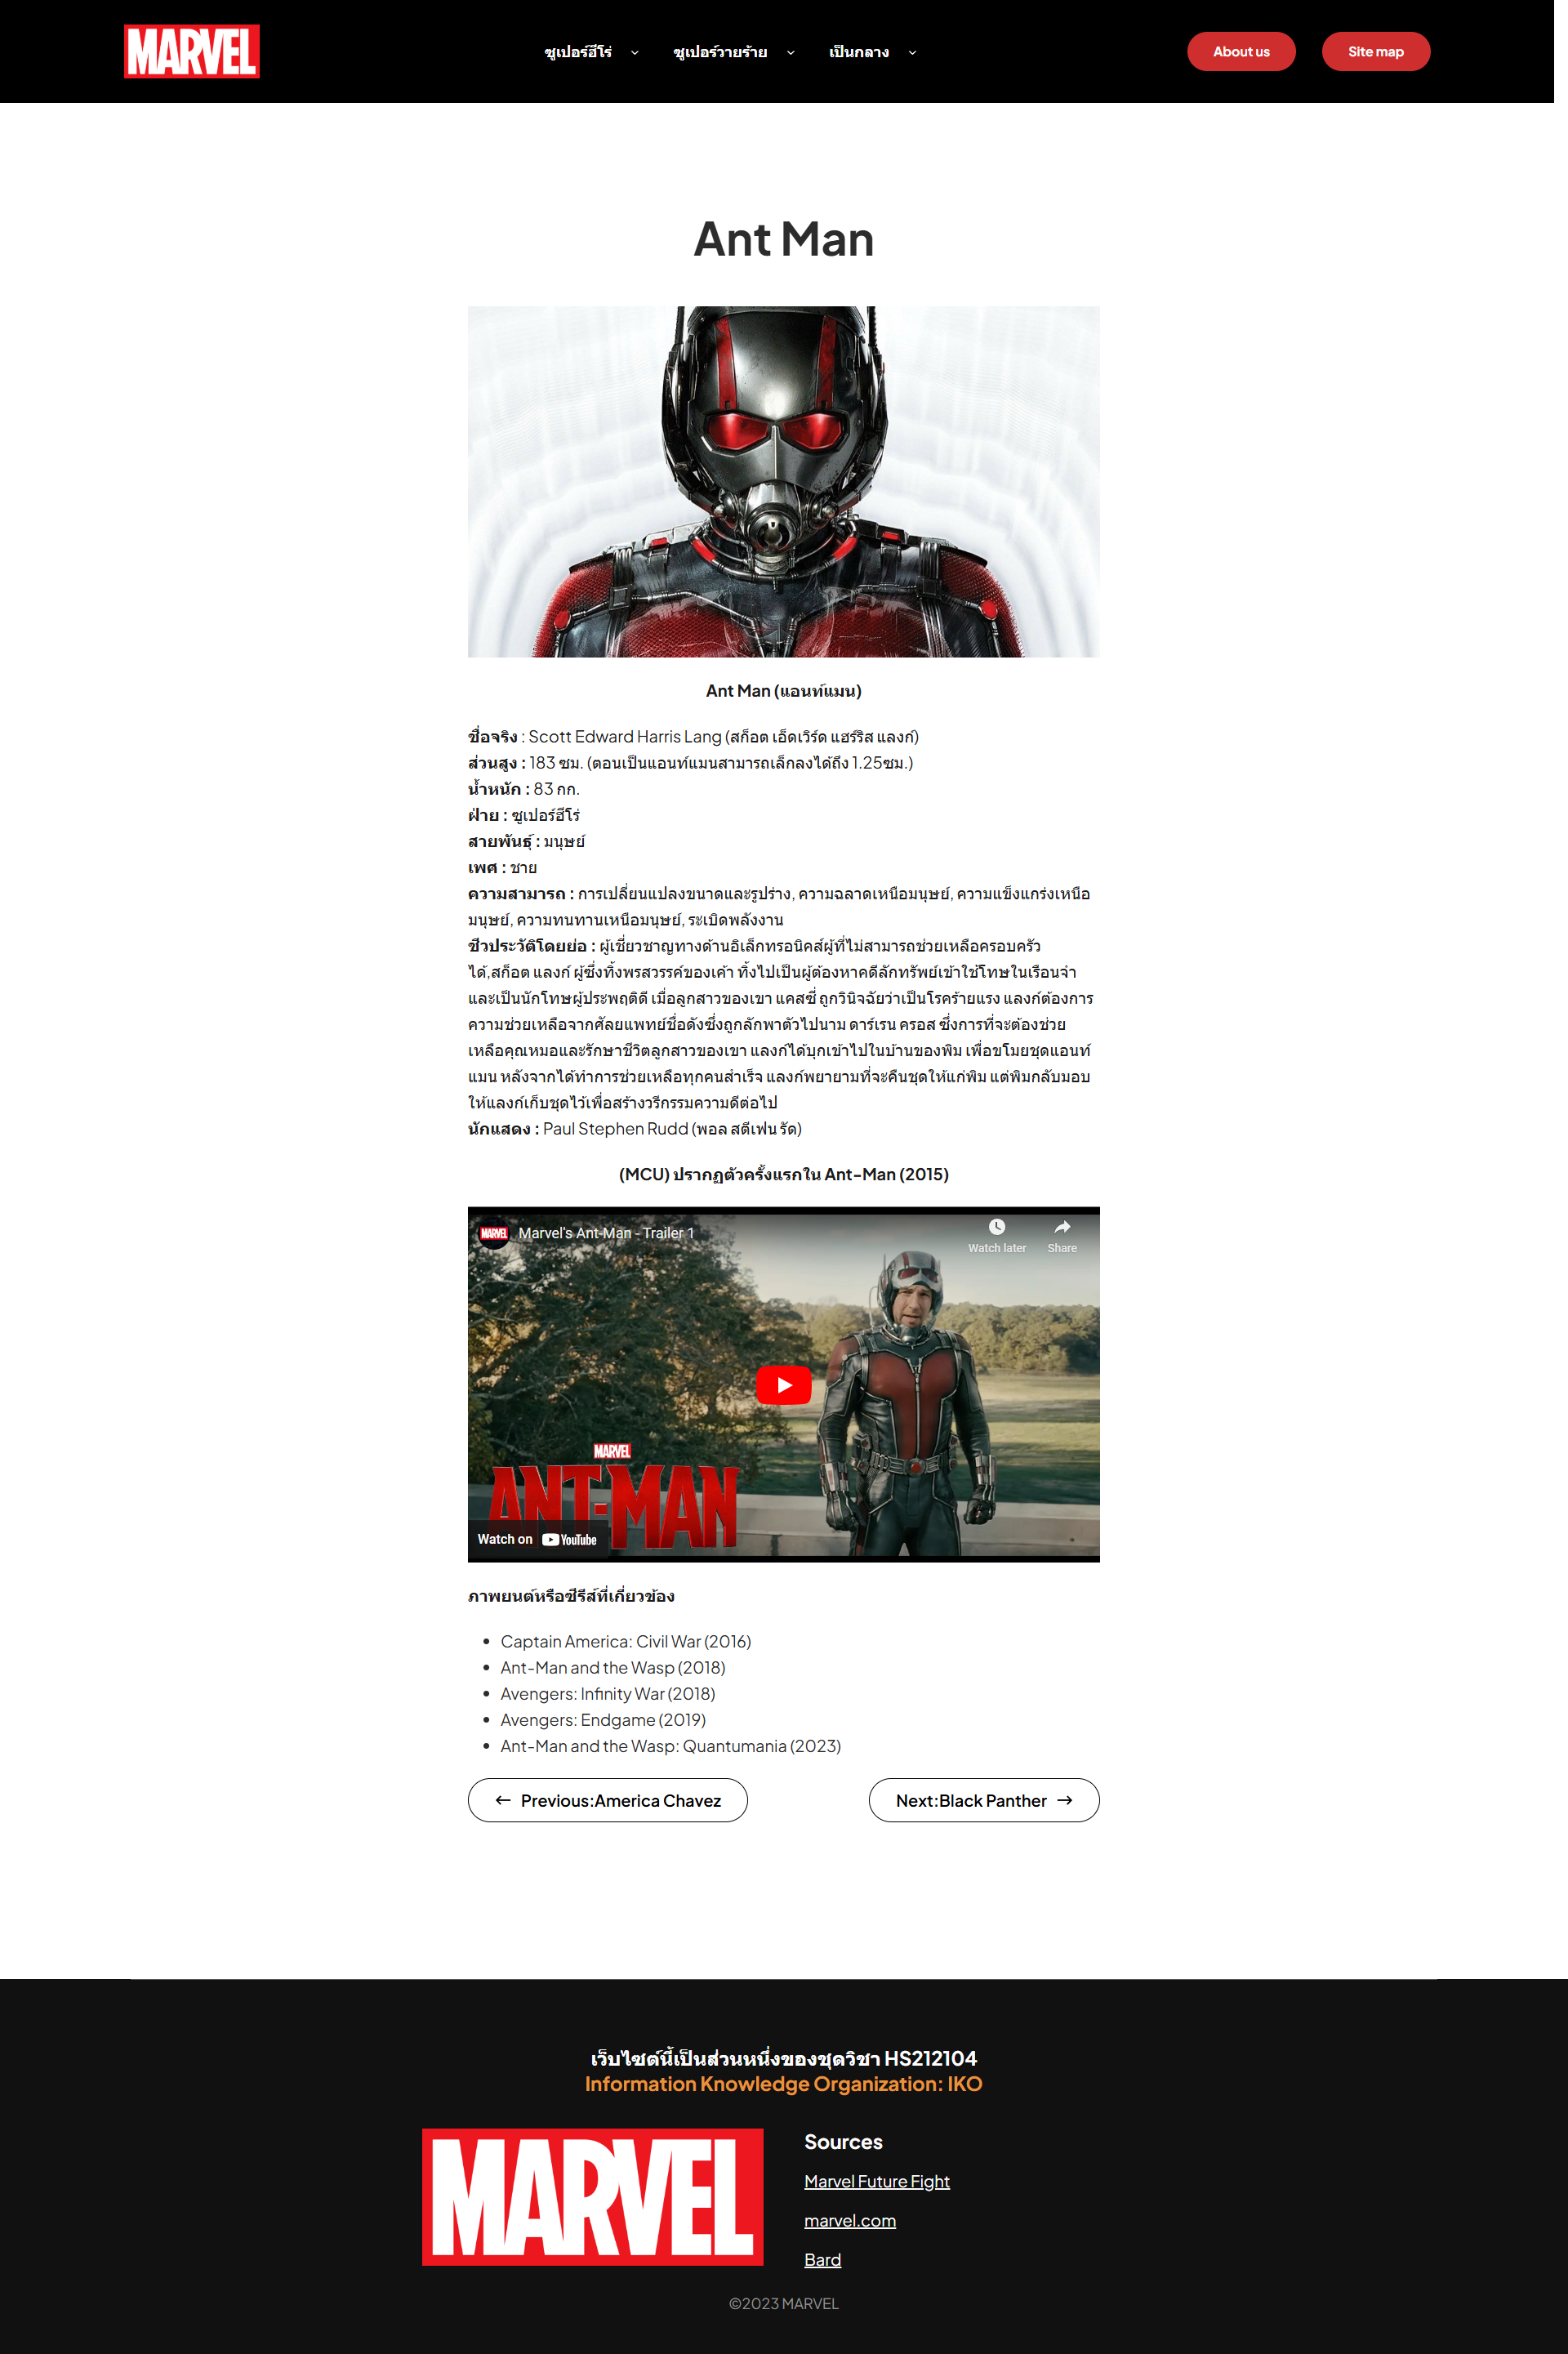 MARVEL
ซูเปอร์ฮีโร่
ซูเปอร์วายร้าย
เป็นกลาง
About us
Site map
Ant Man
Ant Man (แอนท์แมน)
ชื่อจริง : Scott Edward Harris Lang (สก็อต เอ็ดเวิร์ด แฮร์ริส แลงก์)
ส่วนสูง : 183 ซม. (ตอนเป็นแอนท์แมนสามารถเล็กลงได้ถึง 1.25ซม.)
น้ำหนัก : 83 กก.
ฝ่าย : ซูเปอร์ฮีโร่
สายพันธุ์ : มนุษย์
เพศ : ชาย
ความสามารถ : การเปลี่ยนแปลงขนาดและรูปร่าง, ความฉลาดเหนือมนุษย์, ความแข็งแกร่งเหนือ
มนุษย์, ความทนทานเหนือมนุษย์, ระเบิดพลังงาน
ชีวประวัติโดยย่อ : ผู้เชี่ยวชาญทางด้านอิเล็กทรอนิคส์ผู้ที่ไม่สามารถช่วยเหลือครอบครัว
ได้,สก็อต แลงก์ ผู้ซึ่งทิ้งพรสวรรค์ของเค้า ทิ้งไปเป็นผู้ต้องหาคดีลักทรัพย์เข้าใช้โทษในเรือนจำ
และเป็นนักโทษผู้ประพฤติดี เมื่อลูกสาวของเขา แคสซี่ ถูกวินิจฉัยว่าเป็นโรคร้ายแรง แลงก์ต้องการ
ความช่วยเหลือจากศัลยแพทย์ชื่อดังซึ่งถูกลักพาตัวไปนาม ดาร์เรน ครอส ซึ่งการที่จะต้องช่วย
เหลือคุณหมอและรักษาชีวิตลูกสาวของเขา แลงก์ได้บุกเข้าไปในบ้านของพิม เพื่อขโมยชุดแอนท์
แมน หลังจากได้ทำการช่วยเหลือทุกคนสำเร็จ แลงก์พยายามที่จะคืนชุดให้แก่พิม แต่พิมกลับมอบ
ให้แลงก์เก็บชุดไว้เพื่อสร้างวรีกรรมความดีต่อไป
นักแสดง : Paul Stephen Rudd (พอล สตีเฟน รัด)
(MCU) ปรากฏตัวครั้งแรกใน Ant-Man (2015)
MARVEL
Marvel's Ant-Man - Trailer 1
Watch later
Share
MARVEL
ANT-MAN
Watch on YouTube
ภาพยนต์หรือซีรีส์ที่เกี่ยวข้อง
• Captain America: Civil War (2016)
• Ant-Man and the Wasp (2018)
• Avengers: Infinity War (2018)
• Avengers: Endgame (2019)
• Ant-Man and the Wasp: Quantumania (2023)
← Previous:America Chavez
Next:Black Panther →
เว็บไซต์นี้เป็นส่วนหนึ่งของชุดวิชา HS212104
Information Knowledge Organization: IKO
MARVEL
Sources
Marvel Future Fight
marvel.com
Bard
©2023 MARVEL